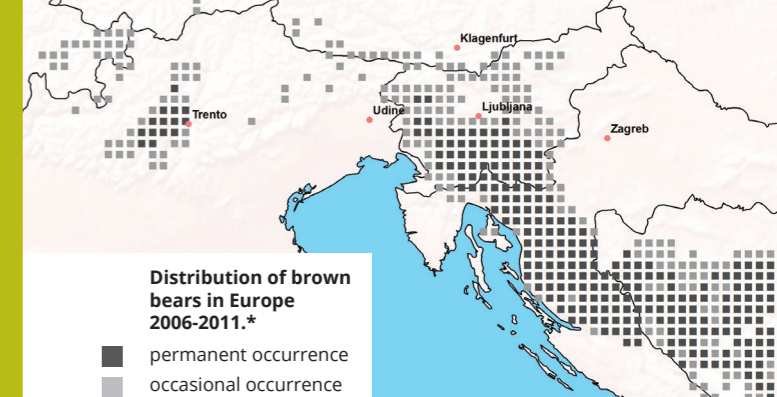 Klagenfurt
Trento
Udine
Ljubljana
Zagreb
Distribution of brown
bears in Europe
2006-2011.*
permanent occurrence
occasional occurrence